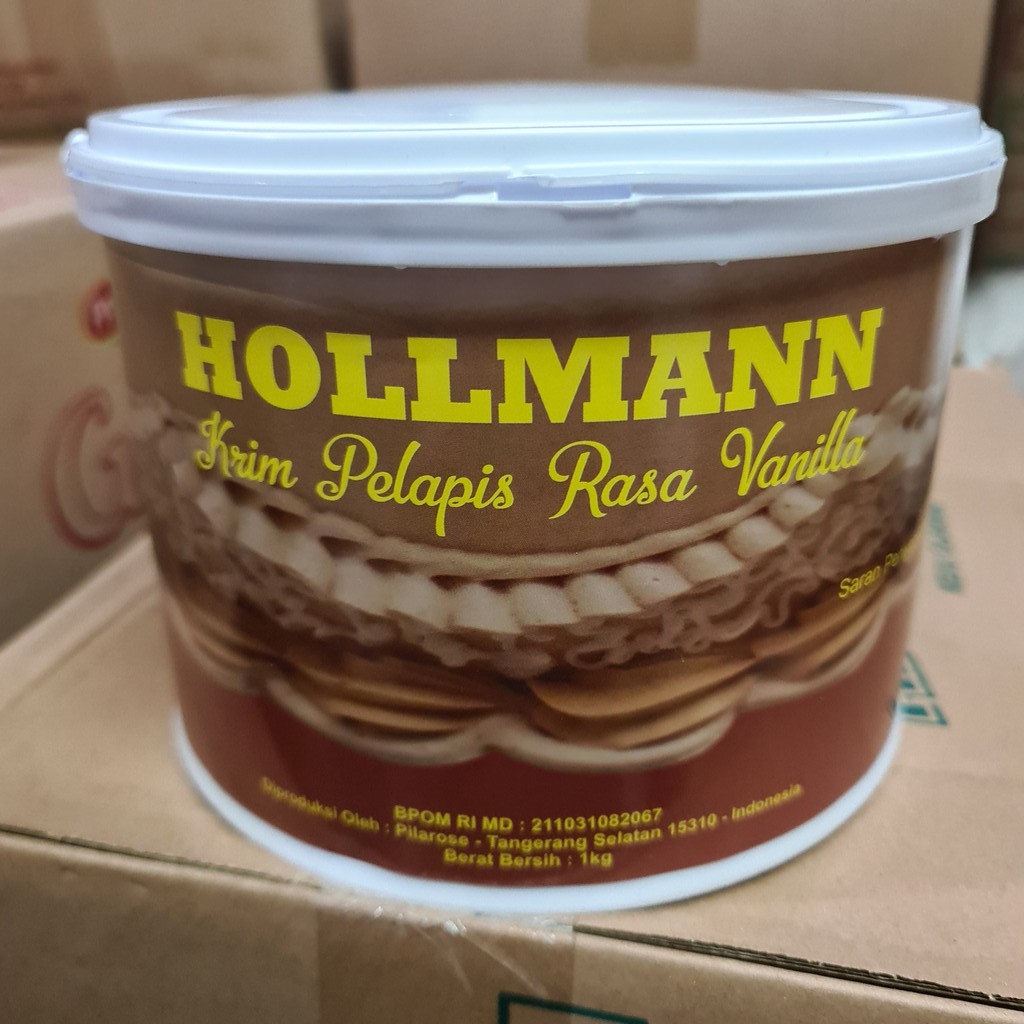 HOLLMANN
Krim Pelapis Rasa Vanilla
Saran
BPOM RI MD : 211031082067
Diproduksi Oleh : Pilarose - Tangerang Selatan 15310 - Indonesia
Berat Bersih : 1kg